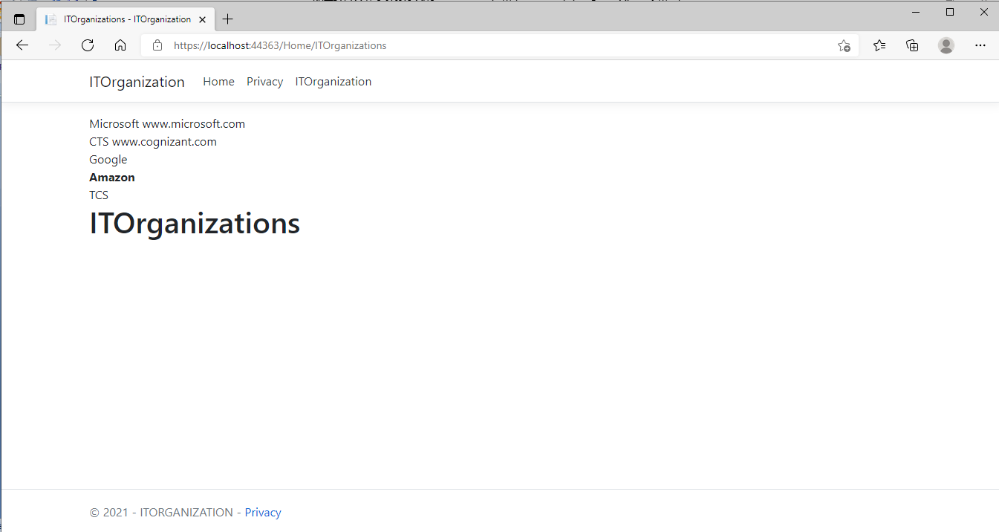 ITOrganizations - ITOrganization
https://localhost:44363/Home/ITOrganizations
ITOrganization Home Privacy ITOrganization
Microsoft www.microsoft.com
CTS www.cognizant.com
Google
Amazon
TCS
ITOrganizations
© 2021 - ITORGANIZATION - Privacy